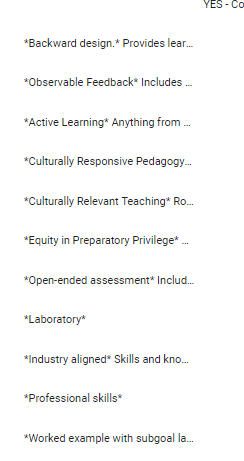 YES - Co
*Backward design.* Provides lear...
*Observable Feedback* Includes ...
*Active Learning* Anything from ...
*Culturally Responsive Pedagogy...
*Culturally Relevant Teaching* Ro...
*Equity in Preparatory Privilege* ...
*Open-ended assessment* Includ...
*Laboratory*
*Industry aligned* Skills and kno...
*Professional skills*
*Worked example with subgoal la...